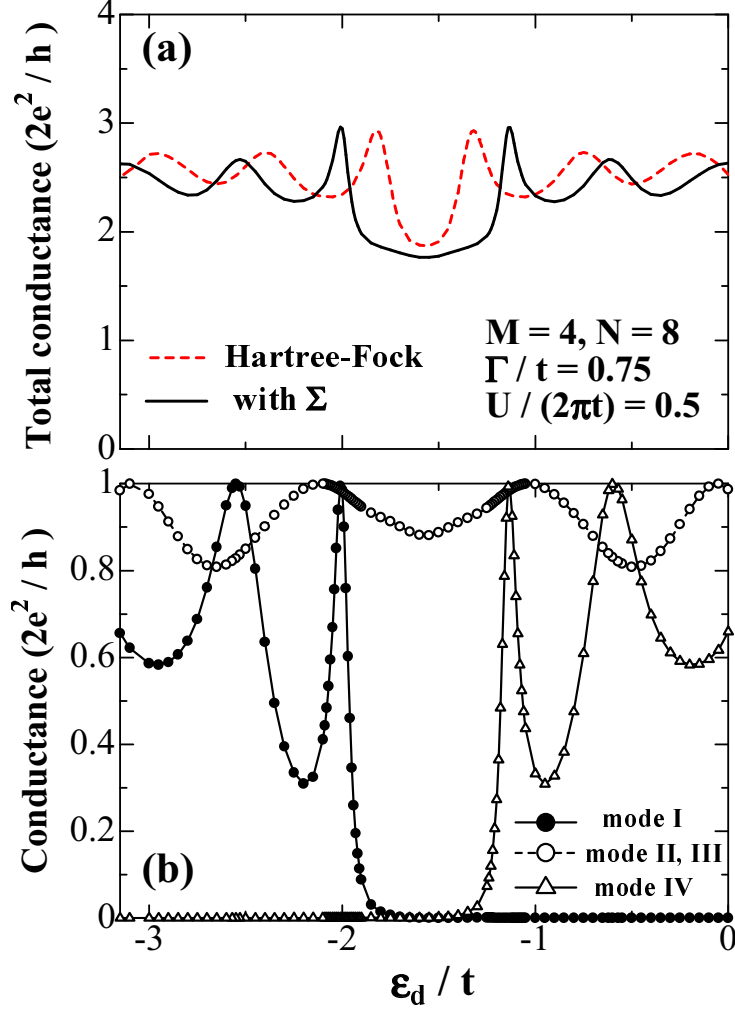 (a)
Total conductance (2e² / h)
4
3
2
1
0
M = 4, N = 8
Γ / t = 0.75
U / (2πt) = 0.5
Hartree-Fock
with Σ
(b)
Conductance (2e² / h)
1
0.8
0.6
0.4
0.2
0
mode I
mode II, III
mode IV
-3 -2 -1 0
ε_d / t